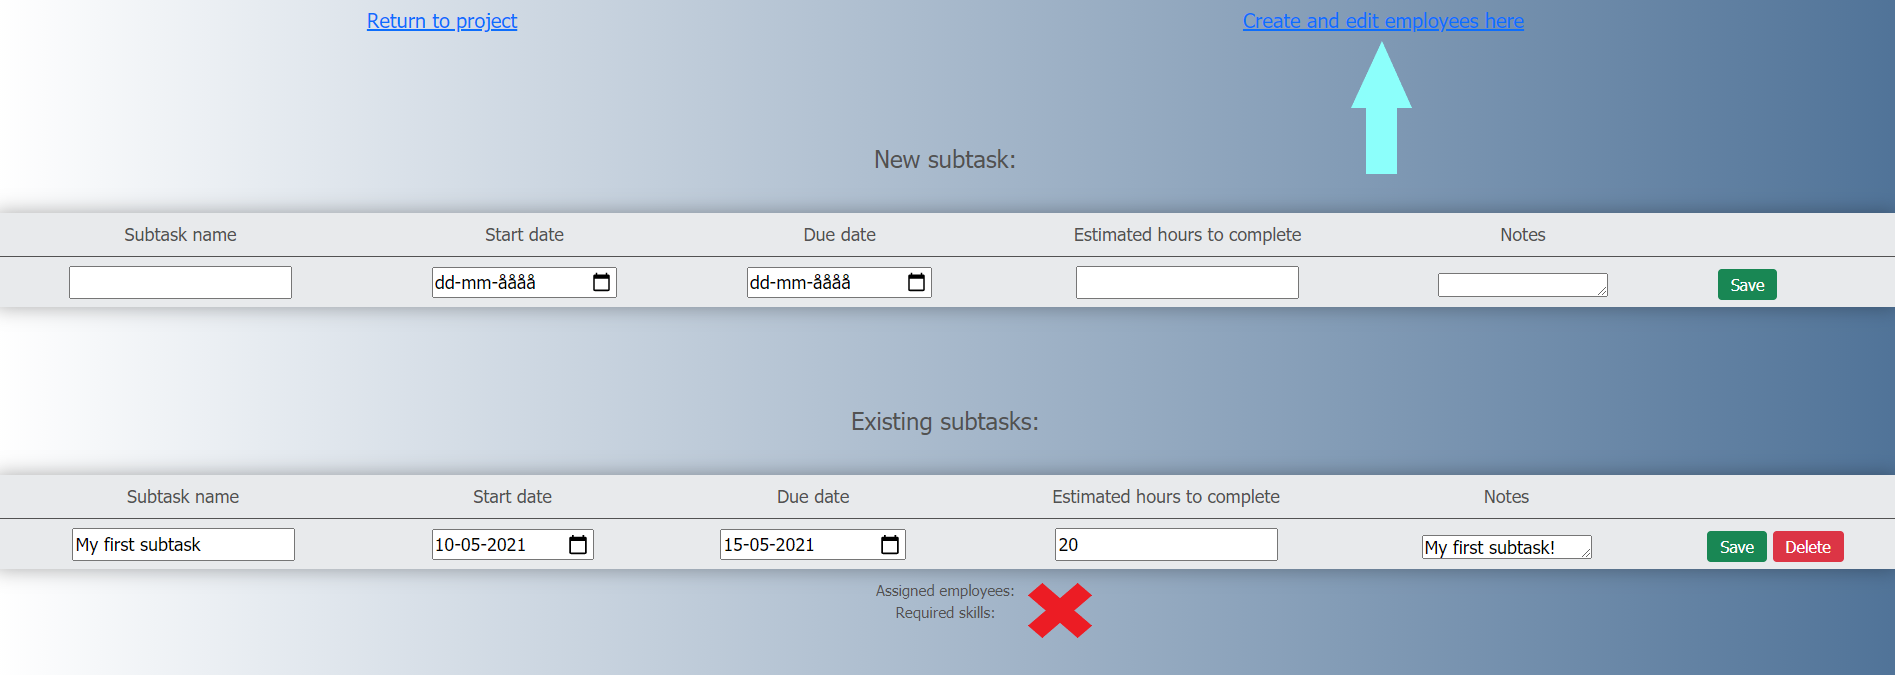 Return to project Create and edit employees here
New subtask:
Subtask name Start date Due date Estimated hours to complete Notes
dd-mm-åååå dd-mm-åååå Save
Existing subtasks:
Subtask name Start date Due date Estimated hours to complete Notes
My first subtask 10-05-2021 15-05-2021 20 My first subtask! Save Delete
Assigned employees:
Required skills: